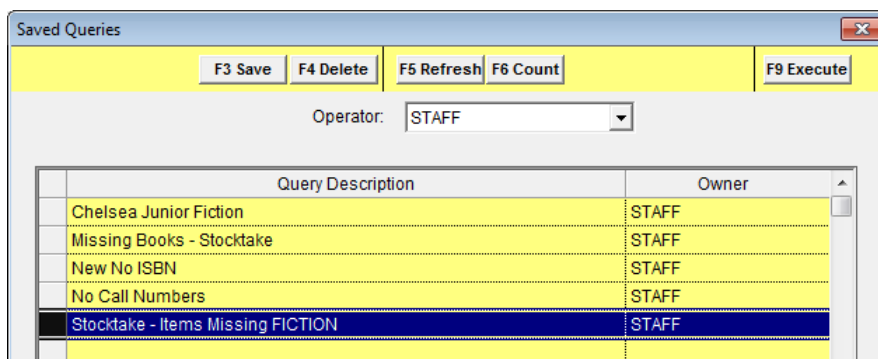 Saved Queries
F3 Save F4 Delete F5 Refresh F6 Count F9 Execute
Operator: STAFF
Query Description Owner
Chelsea Junior Fiction STAFF
Missing Books - Stocktake STAFF
New No ISBN STAFF
No Call Numbers STAFF
Stocktake - Items Missing FICTION STAFF